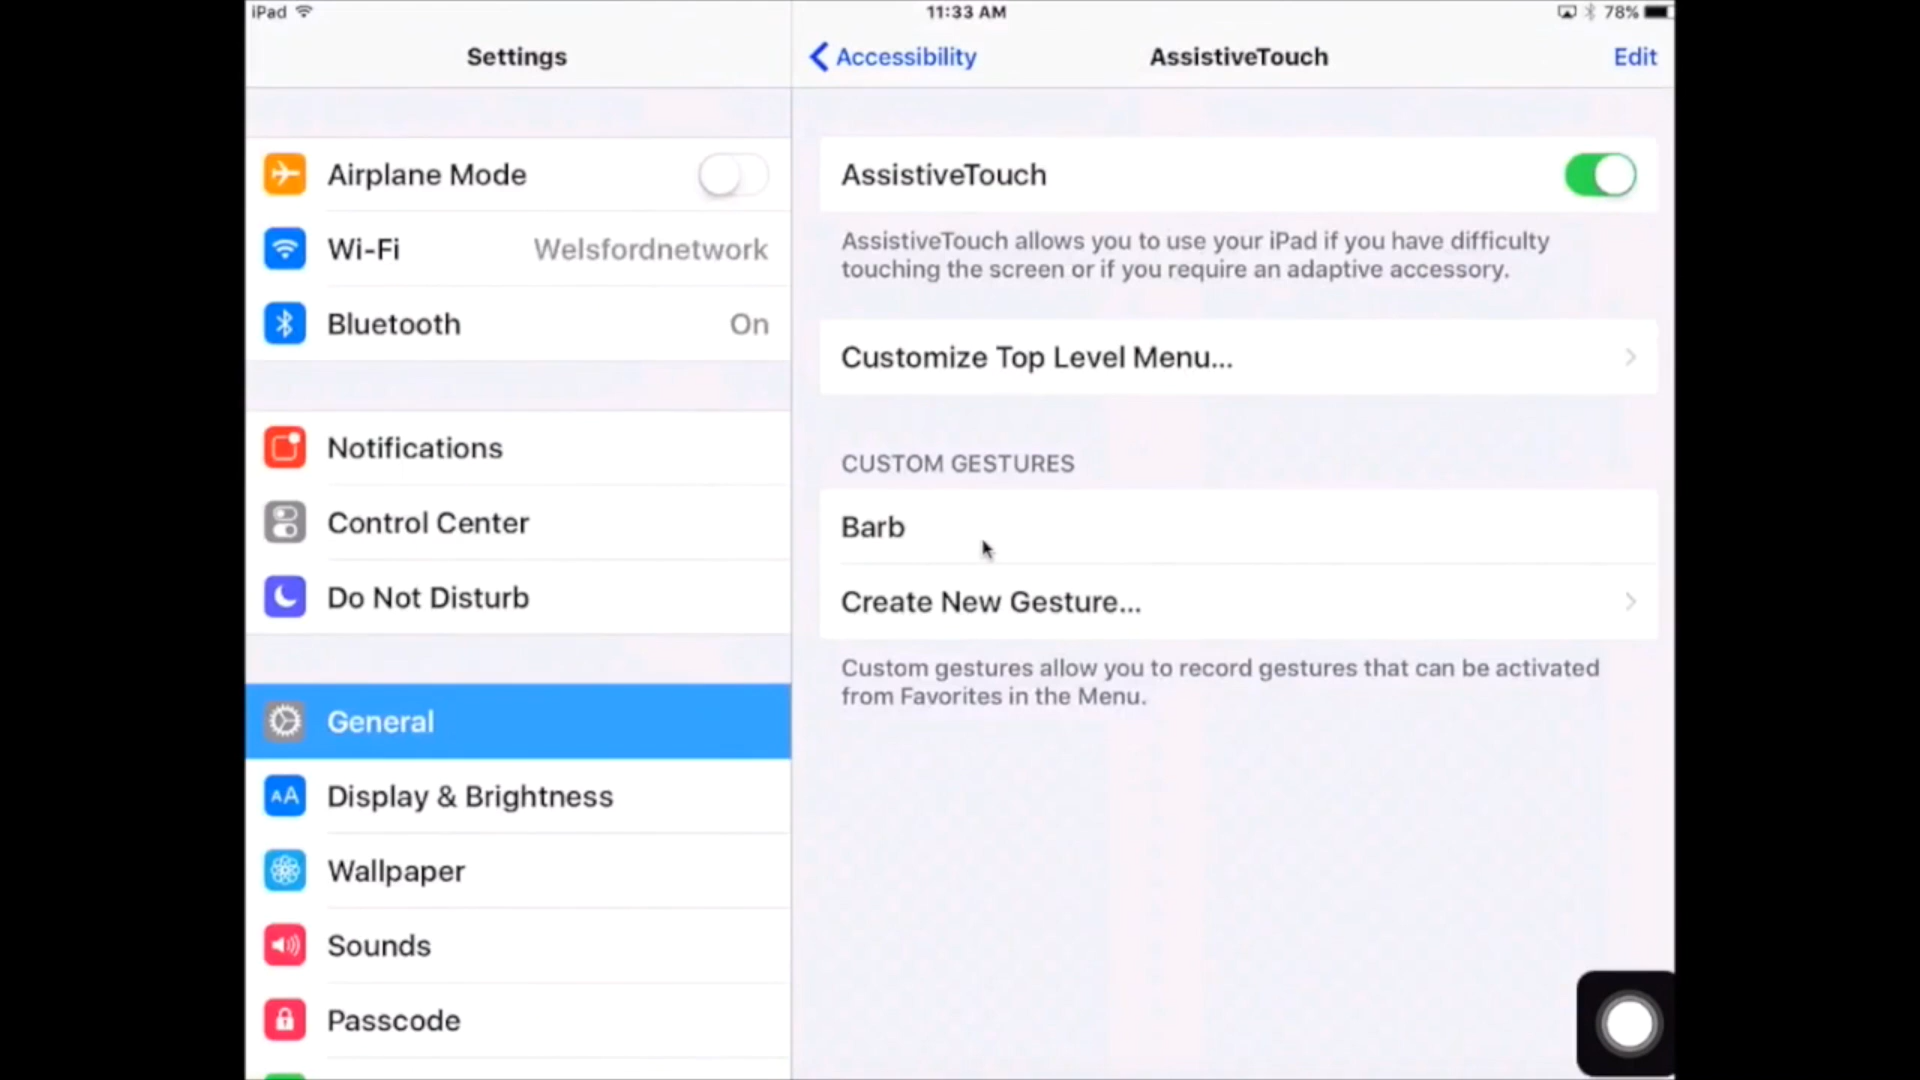 iPad
11:33 AM
78%
Settings
Accessibility
AssistiveTouch
Edit
Airplane Mode
Wi-Fi
Welsfordnetwork
Bluetooth
On
Notifications
Control Center
Do Not Disturb
General
AA
Display & Brightness
Wallpaper
Sounds
Passcode
AssistiveTouch
AssistiveTouch allows you to use your iPad if you have difficulty
touching the screen or if you require an adaptive accessory.
Customize Top Level Menu...
CUSTOM GESTURES
Barb
Create New Gesture...
Custom gestures allow you to record gestures that can be activated
from Favorites in the Menu.